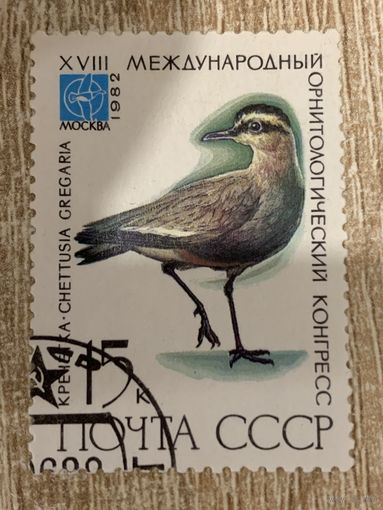 XVIII МЕЖДУНАРОДНЫЙ
ОРНИТОЛОГИЧЕСКИЙ КОНГРЕСС
МОСКВА
1982
КРЕЧЕТКА · CHETTUSIA GREGARIA
15 к
ПОЧТА СССР